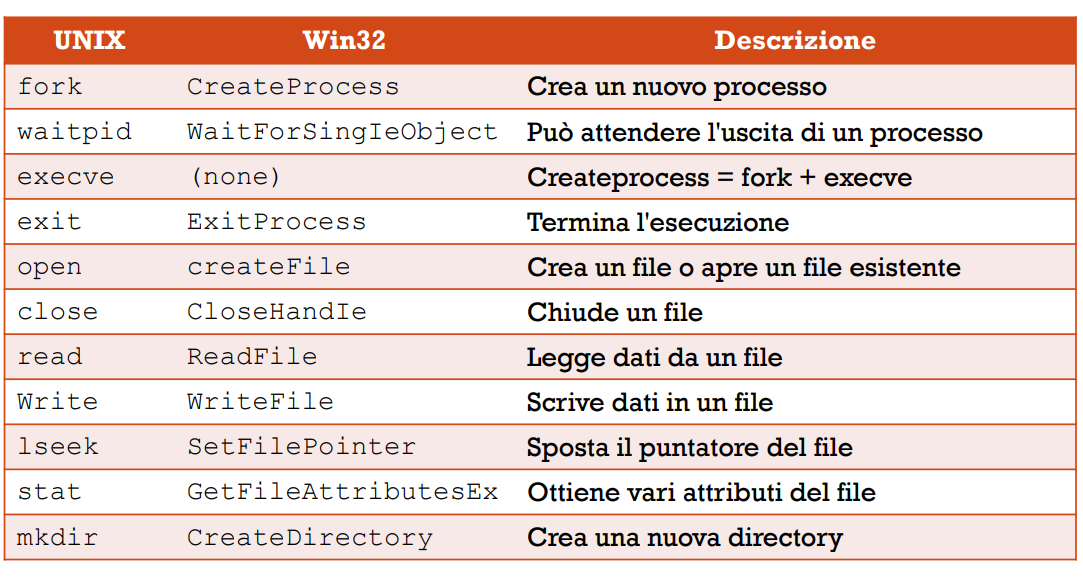 UNIX Win32 Descrizione
fork CreateProcess Crea un nuovo processo
waitpid WaitForSingIeObject Può attendere l'uscita di un processo
execve (none) Createprocess = fork + execve
exit ExitProcess Termina l'esecuzione
open createFile Crea un file o apre un file esistente
close CloseHandIe Chiude un file
read ReadFile Legge dati da un file
Write WriteFile Scrive dati in un file
lseek SetFilePointer Sposta il puntatore del file
stat GetFileAttributesEx Ottiene vari attributi del file
mkdir CreateDirectory Crea una nuova directory